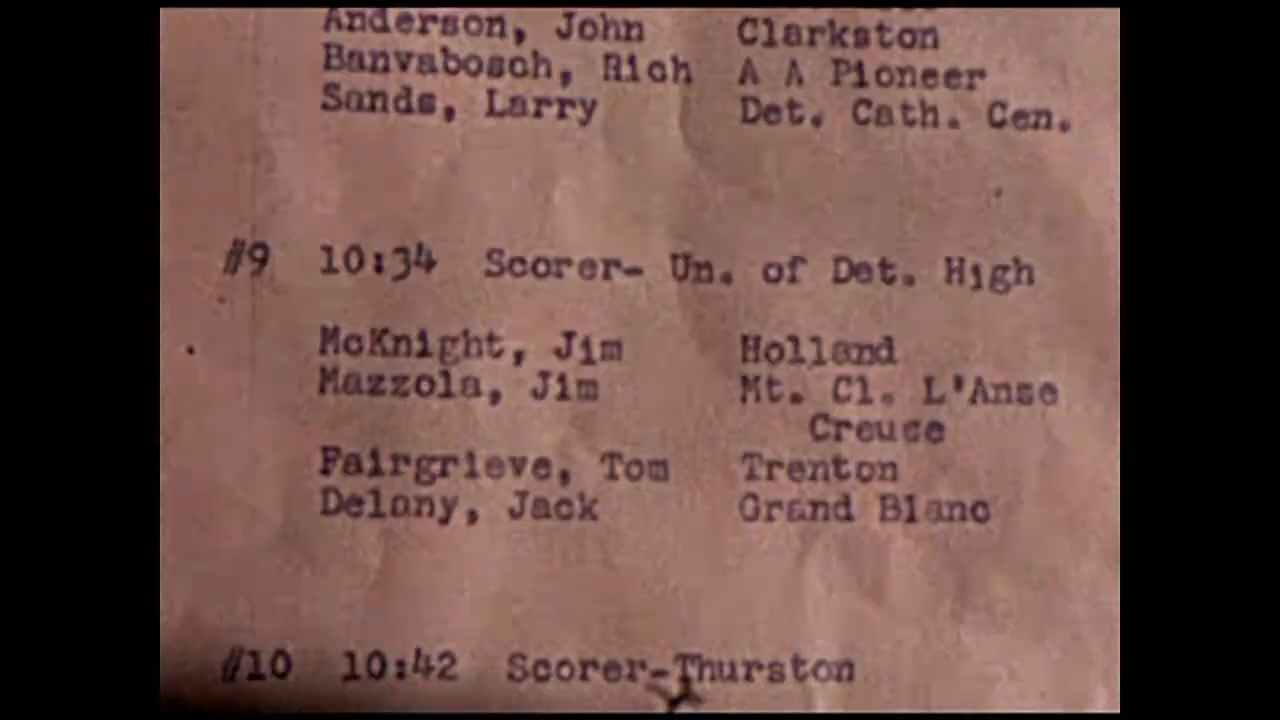 Anderson, John Clarkston
Banvabosch, Rich A A Pioneer
Sands, Larry Det. Cath. Cen.
#9 10:34 Scorer- Un. of Det. High
McKnight, Jim Holland
Mazzola, Jim Mt. Cl. L'Anse
Creuse
Fairgrieve, Tom Trenton
Delany, Jack Grand Blanc
#10 10:42 Scorer-Thurston